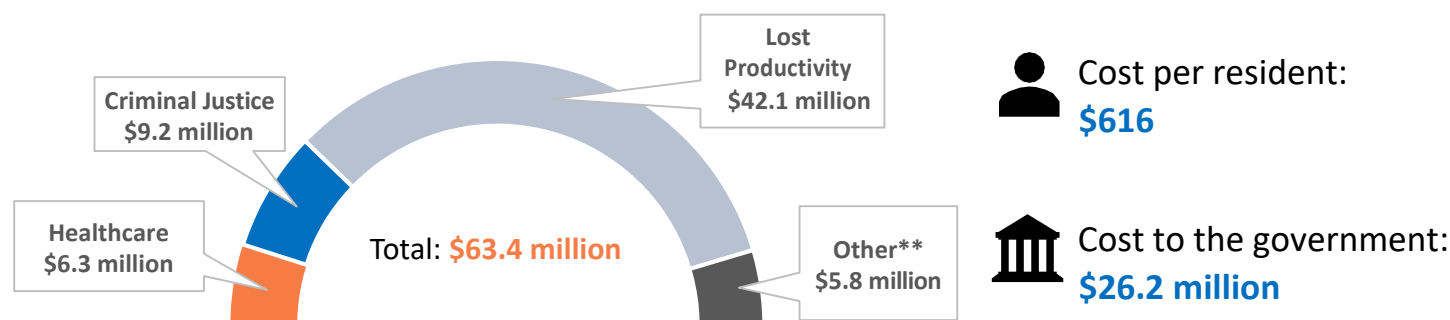 Lost
Productivity
$42.1 million
Criminal Justice
$9.2 million
Healthcare
$6.3 million
Total: $63.4 million
Other**
$5.8 million
Cost per resident:
$616
Cost to the government:
$26.2 million